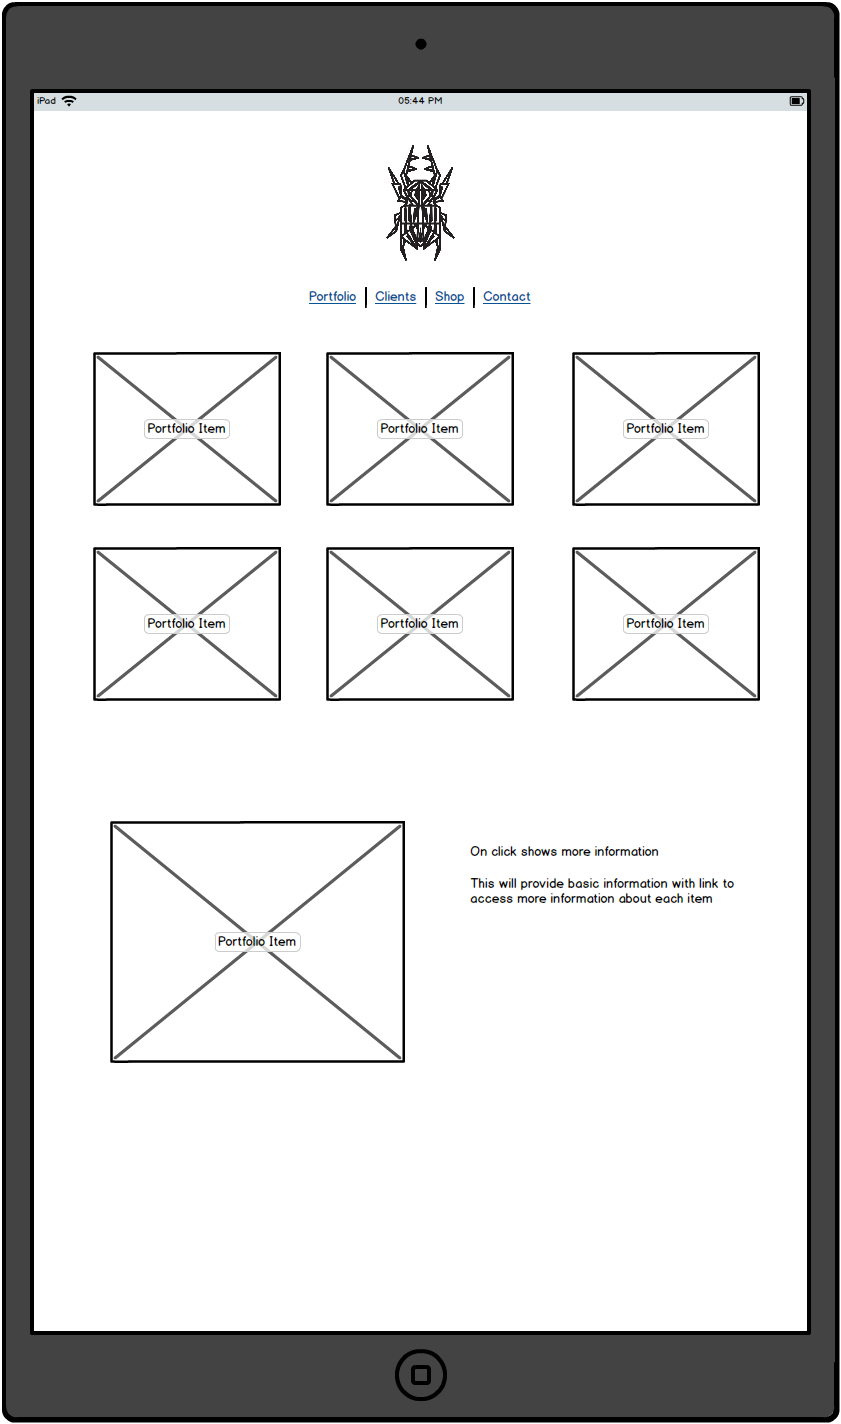 iPad
05:44 PM
Portfolio Clients Shop Contact
Portfolio Item Portfolio Item Portfolio Item
Portfolio Item Portfolio Item Portfolio Item
Portfolio Item
On click shows more information
This will provide basic information with link to
access more information about each item